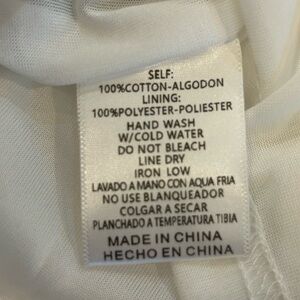 SELF:
100%COTTON-ALGODON
LINING:
100%POLYESTER-POLIESTER
HAND WASH
W/COLD WATER
DO NOT BLEACH
LINE DRY
IRON LOW
LAVADO A MANO CON AQUA FRIA
NO USE BLANQUEADOR
COLGAR A SECAR
PLANCHADO A TEMPERATURA TIBIA
MADE IN CHINA
HECHO EN CHINA